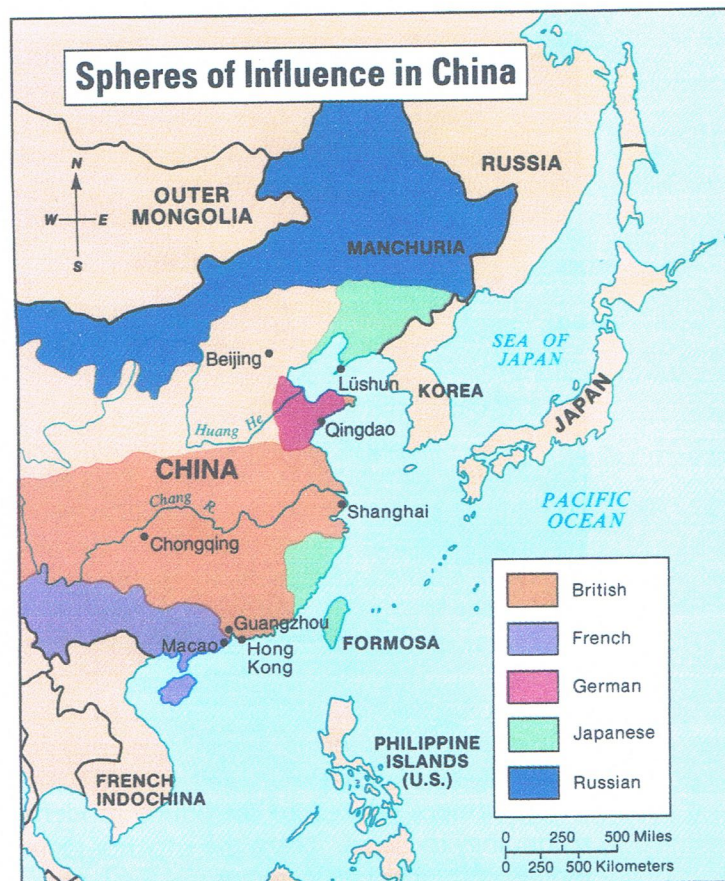 Spheres of Influence in China
N
W
E
S
OUTER
MONGOLIA
RUSSIA
MANCHURIA
Beijing
Lüshun
KOREA
SEA OF
JAPAN
JAPAN
Huang He
Qingdao
CHINA
Chang R.
Shanghai
Chongqing
PACIFIC
OCEAN
Guangzhou
Macao
Hong
Kong
FORMOSA
FRENCH
INDOCHINA
PHILIPPINE
ISLANDS
(U.S.)
British
French
German
Japanese
Russian
0 250 500 Miles
0 250 500 Kilometers